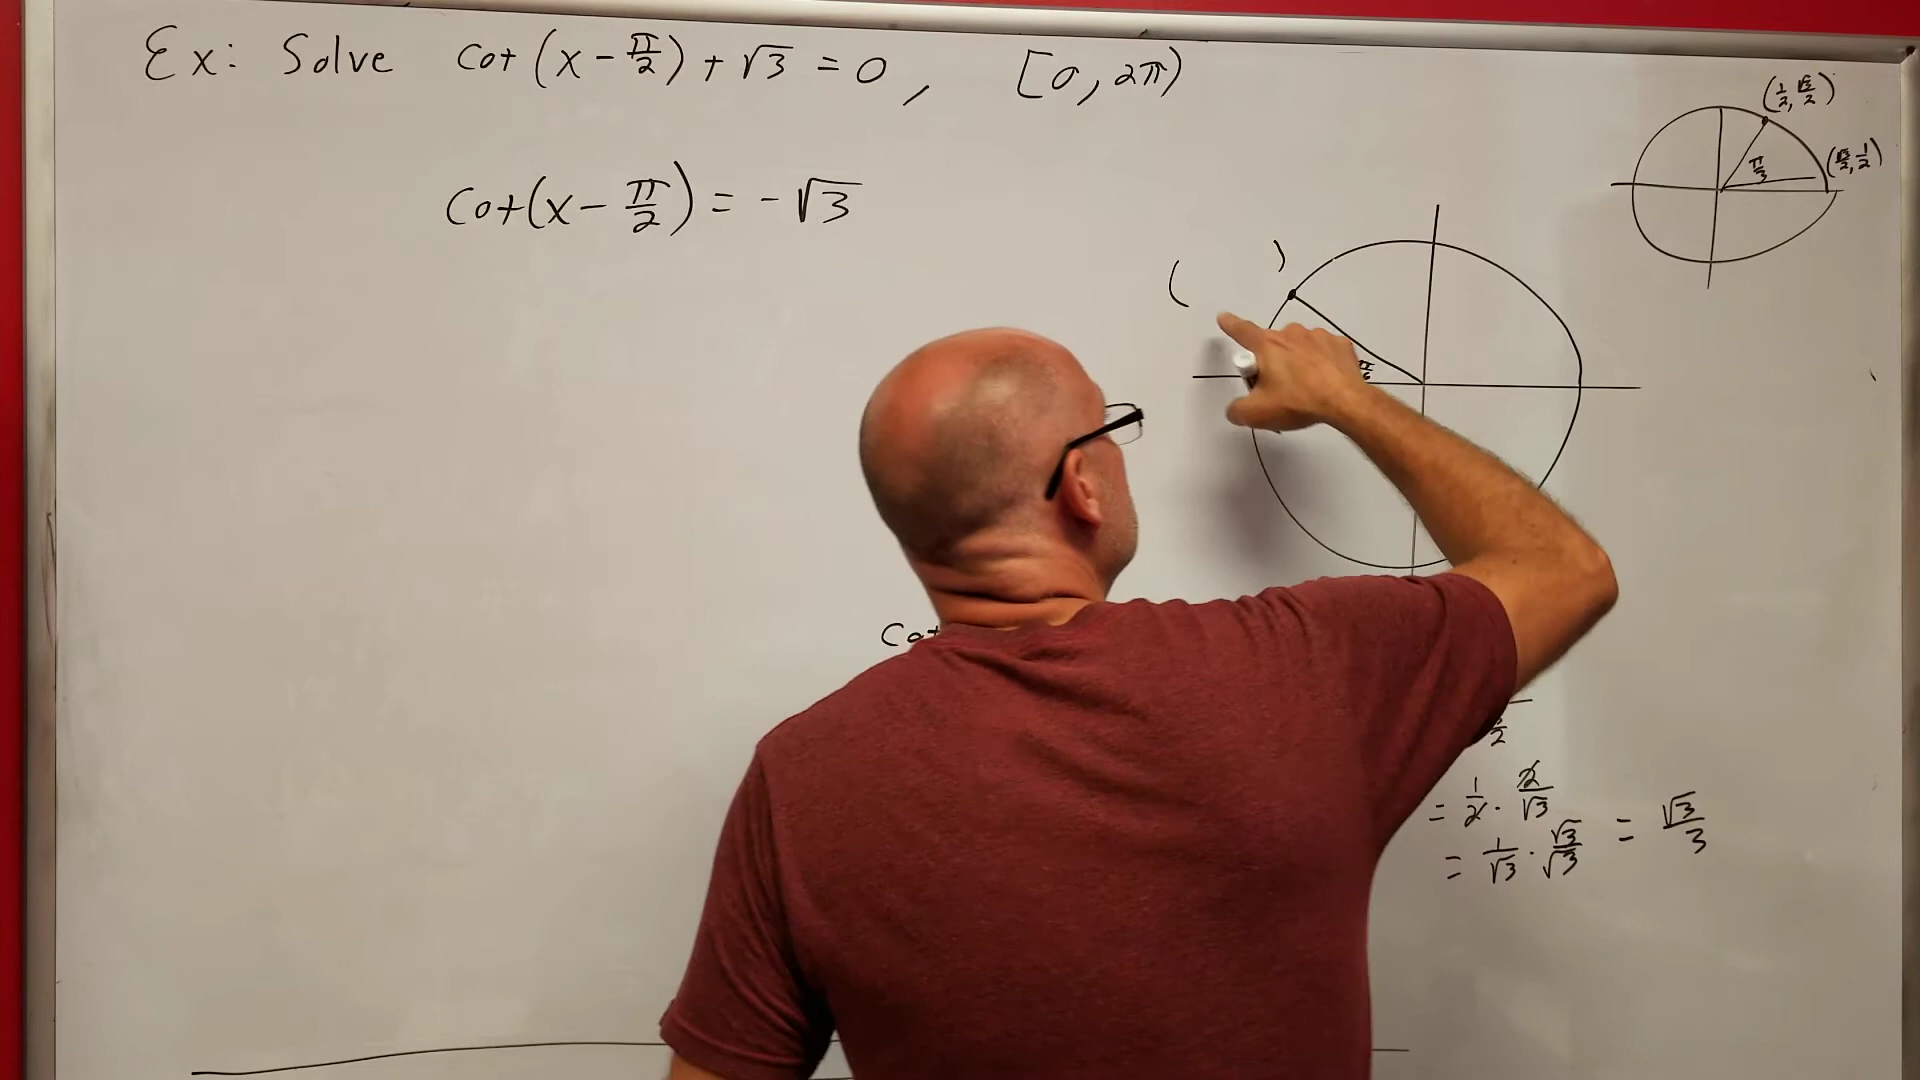 Ex: Solve cot(x - π/2) + √3 = 0, [0, 2π)
cot(x - π/2) = -√3
(1/2, √3/2)
(√3/2, 1/2)
π/3
( )
π/6
cot
2
= 1/2 · 2/√3
= 1/√3 · √3/√3 = √3/3